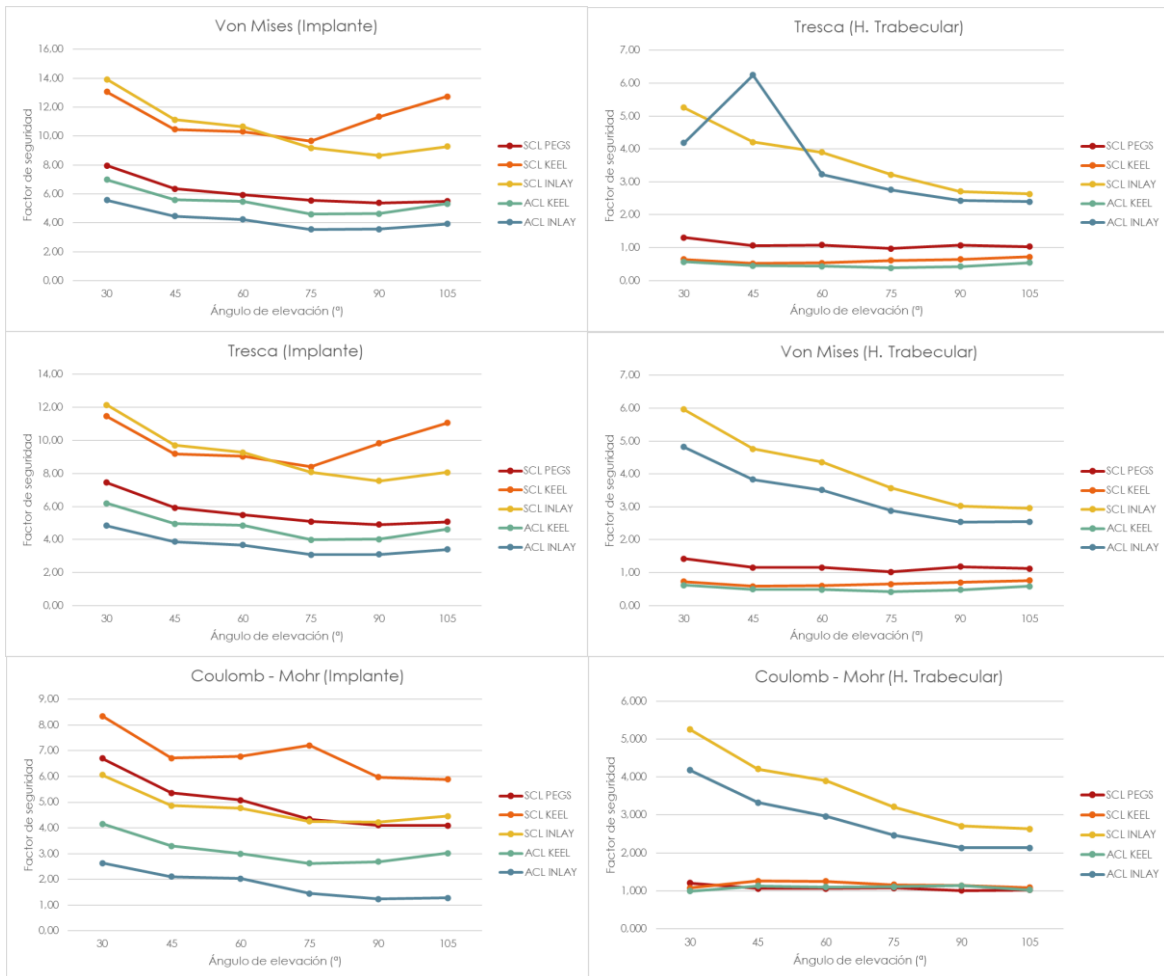 Von Mises (Implante)
Factor de seguridad
16.00
14.00
12.00
10.00
8.00
6.00
4.00
2.00
0.00
30 45 60 75 90 105
Ángulo de elevación (°)
SCL PEGS
SCL KEEL
SCL INLAY
ACL KEEL
ACL INLAY
Tresca (H. Trabecular)
Factor de seguridad
7.00
6.00
5.00
4.00
3.00
2.00
1.00
0.00
30 45 60 75 90 105
Ángulo de elevación (°)
SCL PEGS
SCL KEEL
SCL INLAY
ACL KEEL
ACL INLAY
Tresca (Implante)
Factor de seguridad
14.00
12.00
10.00
8.00
6.00
4.00
2.00
0.00
30 45 60 75 90 105
Ángulo de elevación (°)
SCL PEGS
SCL KEEL
SCL INLAY
ACL KEEL
ACL INLAY
Von Mises (H. Trabecular)
Factor de seguridad
7.00
6.00
5.00
4.00
3.00
2.00
1.00
0.00
30 45 60 75 90 105
Ángulo de elevación (°)
SCL PEGS
SCL KEEL
SCL INLAY
ACL KEEL
ACL INLAY
Coulomb - Mohr (Implante)
Factor de seguridad
9.00
8.00
7.00
6.00
5.00
4.00
3.00
2.00
1.00
0.00
30 45 60 75 90 105
Ángulo de elevación (°)
SCL PEGS
SCL KEEL
SCL INLAY
ACL KEEL
ACL INLAY
Coulomb - Mohr (H. Trabecular)
Factor de seguridad
6.000
5.000
4.000
3.000
2.000
1.000
0.000
30 45 60 75 90 105
Ángulo de elevación (°)
SCL PEGS
SCL KEEL
SCL INLAY
ACL KEEL
ACL INLAY